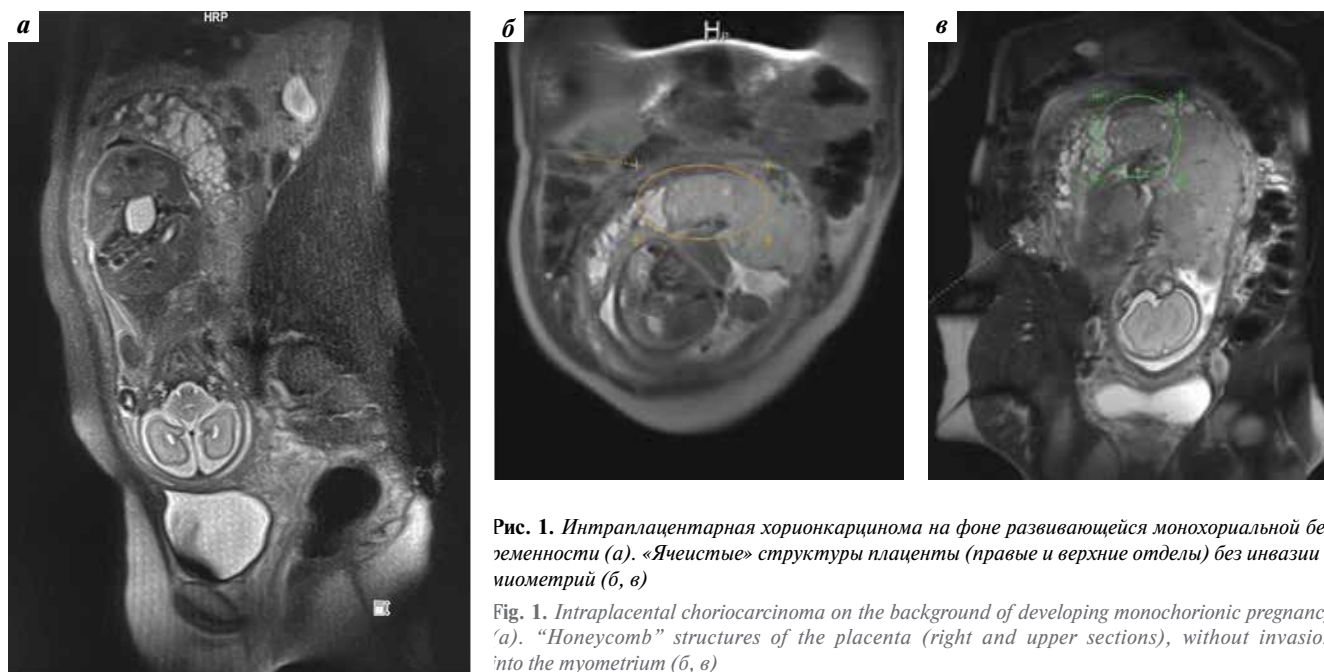 а
HRP
б
H
в
Рис. 1. Интраплацентарная хорионкарцинома на фоне развивающейся монохориальной бе
ременности (а). «Ячеистые» структуры плаценты (правые и верхние отделы) без инвазии
миометрий (б, в)
Fig. 1. Intraplacental choriocarcinoma on the background of developing monochorionic pregnanc
(a). “Honeycomb” structures of the placenta (right and upper sections), without invasio
into the myometrium (б, в)